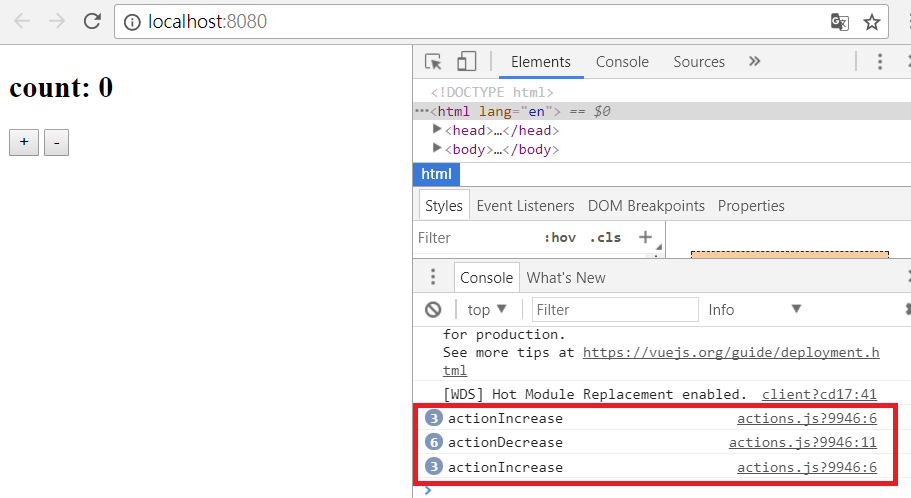 localhost:8080
count: 0
+ -
Elements Console Sources »
<!DOCTYPE html>
···<html lang="en"> == $0
▶<head>…</head>
▶<body>…</body>
html
Styles Event Listeners DOM Breakpoints Properties
Filter :hov .cls +
Console What's New
top ▼ Filter Info ▼
for production.
See more tips at https://vuejs.org/guide/deployment.h
tml
[WDS] Hot Module Replacement enabled. client?cd17:41
3 actionIncrease actions.js?9946:6
6 actionDecrease actions.js?9946:11
3 actionIncrease actions.js?9946:6
>